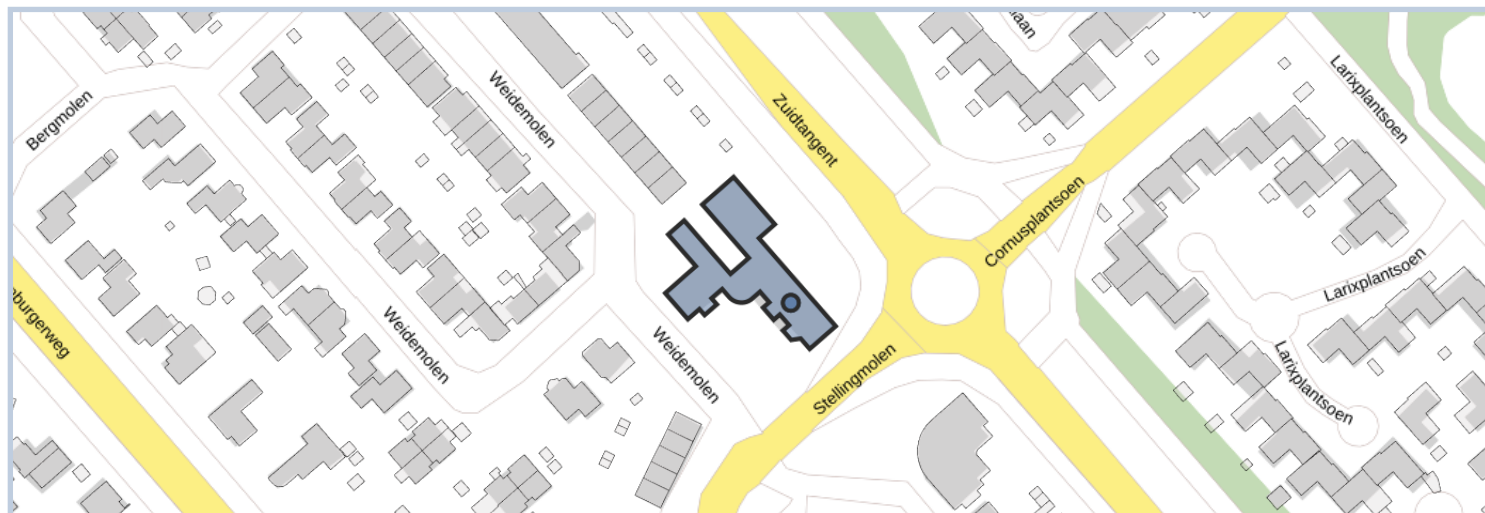 Weidemolen
Bergmolen
Zuidtangent
Larixplantsoen
Cornusplantsoen
Larixplantsoen
Weidemolen
Weidemolen
Stellingmolen
Larixplantsoen